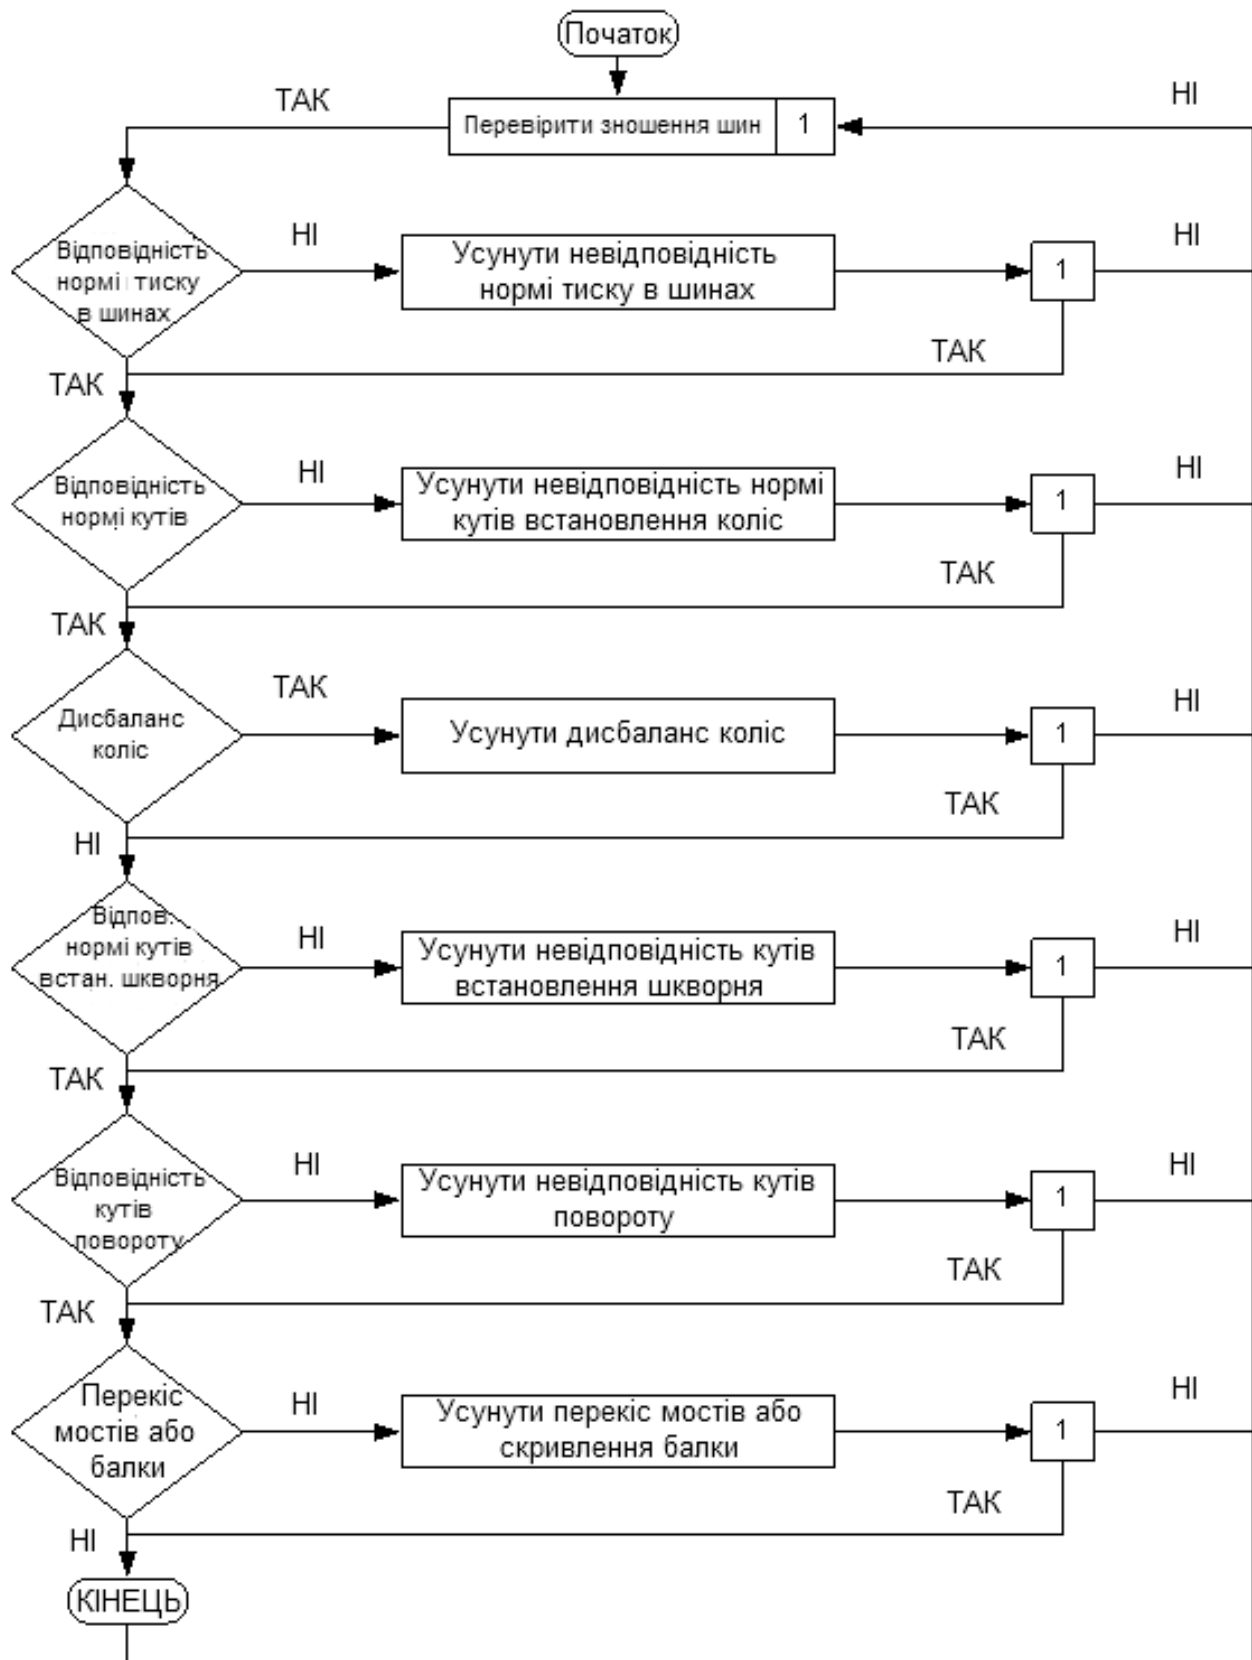 Початок
ТАК
НІ
Перевірити зношення шин
1
Відповідність
нормі тиску
в шинах
НІ
Усунути невідповідність
нормі тиску в шинах
1
НІ
ТАК
ТАК
Відповідність
нормі кутів
НІ
Усунути невідповідність нормі
кутів встановлення коліс
1
НІ
ТАК
ТАК
Дисбаланс
коліс
ТАК
Усунути дисбаланс коліс
1
НІ
ТАК
НІ
Відпов.
нормі кутів
встан. шкворня
НІ
Усунути невідповідність кутів
встановлення шкворня
1
НІ
ТАК
ТАК
Відповідність
кутів
повороту
НІ
Усунути невідповідність кутів
повороту
1
НІ
ТАК
ТАК
Перекіс
мостів або
балки
НІ
Усунути перекіс мостів або
скривлення балки
1
НІ
ТАК
НІ
КІНЕЦЬ